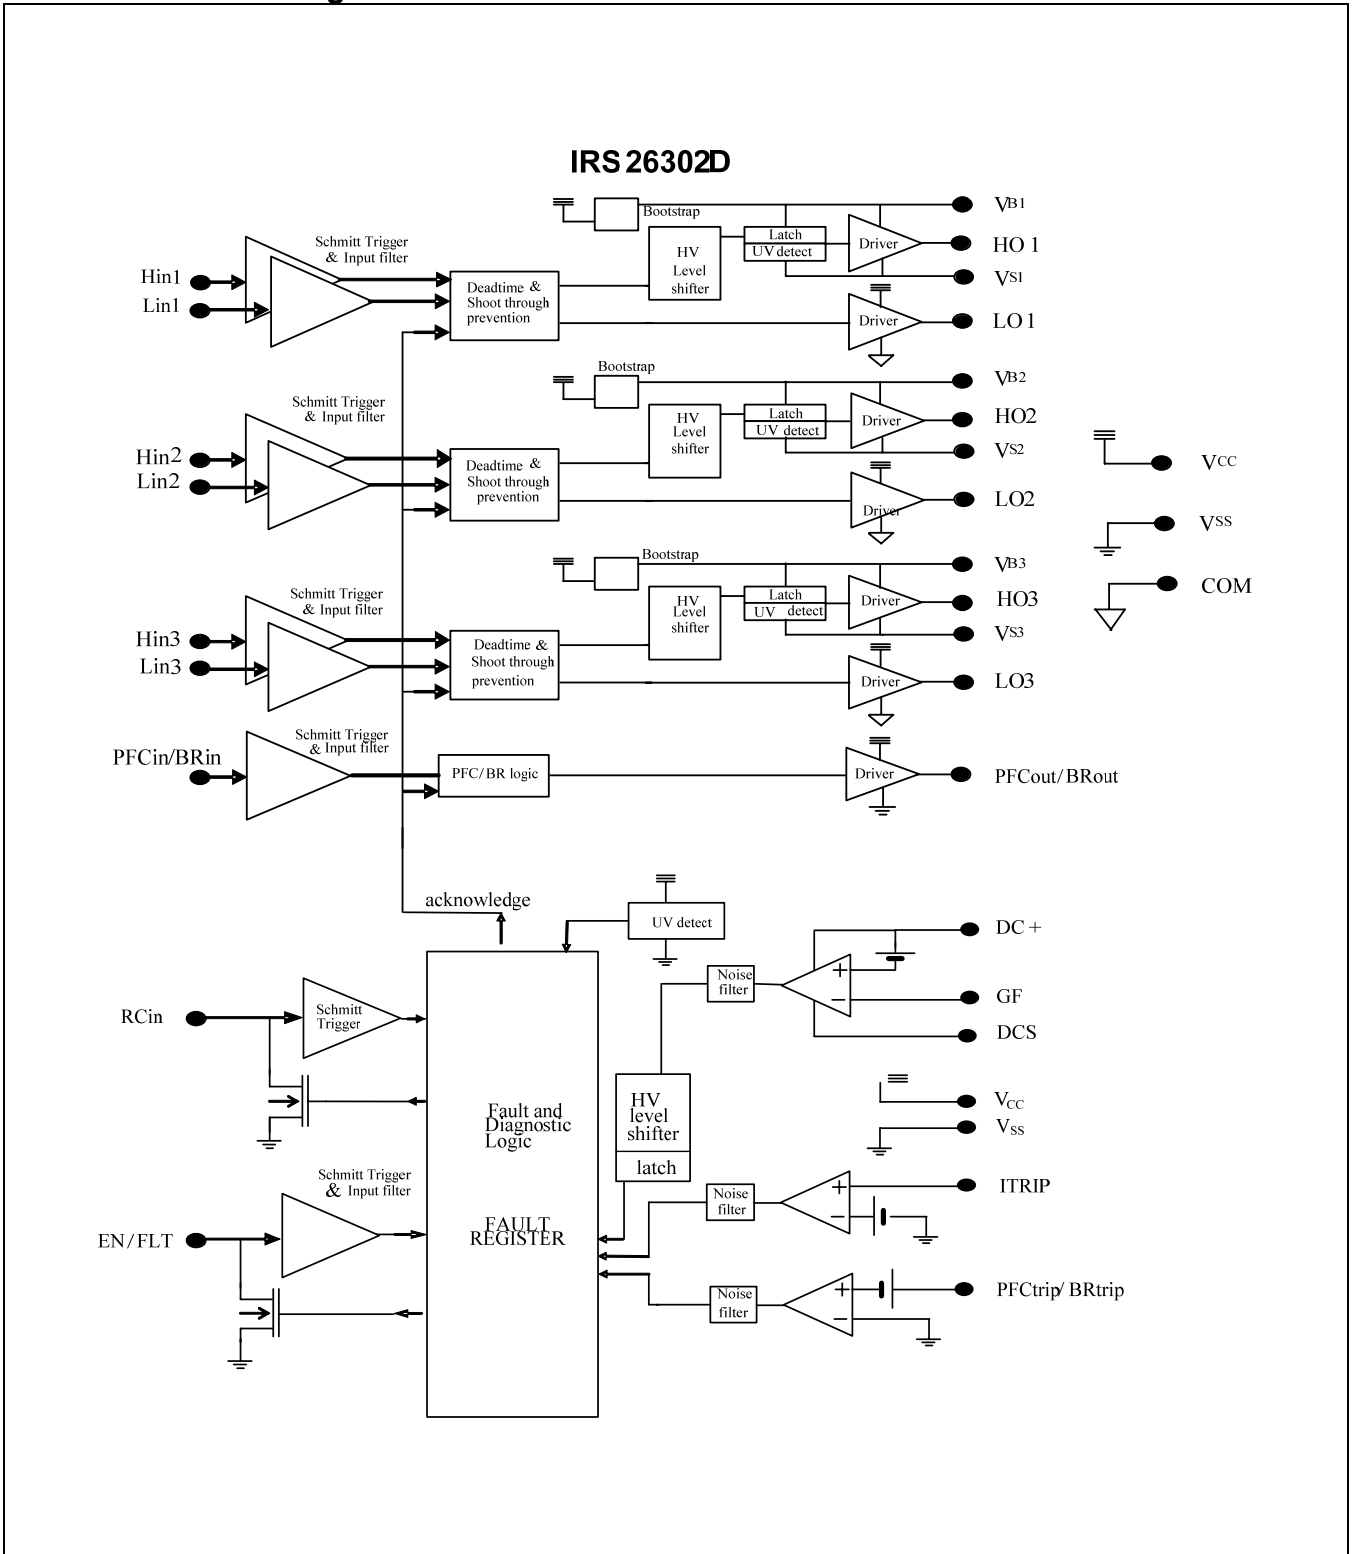 IRS26302D
Bootstrap
VB1
Schmitt Trigger
& Input filter
Latch
UV detect
HV
Level
shifter
Driver
HO 1
Hin1
Lin1
Deadtime &
Shoot through
prevention
VS1
Driver
LO 1
Bootstrap
VB2
Schmitt Trigger
& Input filter
Latch
UV detect
HV
Level
shifter
Driver
HO2
Hin2
Lin2
Deadtime &
Shoot through
prevention
VS2
Driver
LO2
VCC
VSS
COM
Bootstrap
VB3
Schmitt Trigger
& Input filter
Latch
UV detect
HV
Level
shifter
Driver
HO3
Hin3
Lin3
Deadtime &
Shoot through
prevention
VS3
Driver
LO3
Schmitt Trigger
& Input filter
PFCin/BRin
PFC/BR logic
Driver
PFCout/BRout
acknowledge
UV detect
DC+
Noise
filter
+
−
GF
DCS
RCin
Schmitt
Trigger
HV
level
shifter
latch
VCC
VSS
Fault and
Diagnostic
Logic
Schmitt Trigger
& Input filter
Noise
filter
+
−
ITRIP
EN/FLT
FAULT
REGISTER
Noise
filter
+
−
PFCtrip/BRtrip